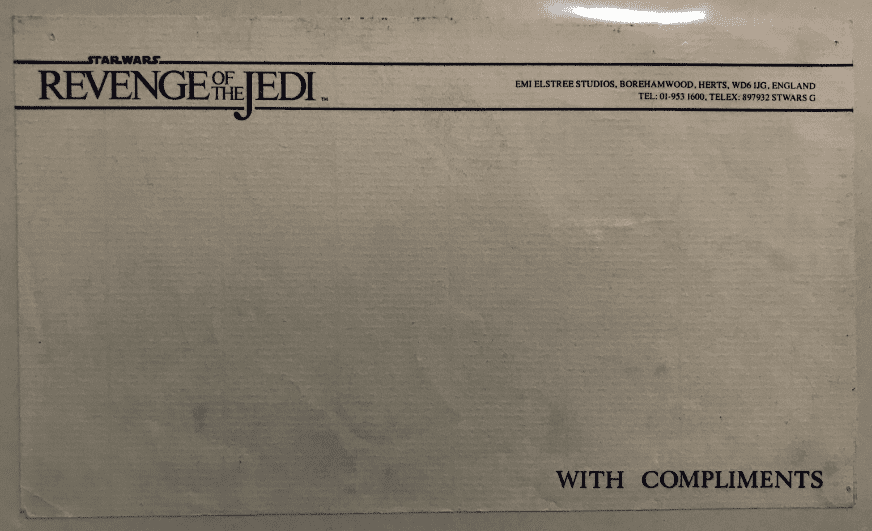 STAR WARS
REVENGE OF THE JEDI ™
EMI ELSTREE STUDIOS, BOREHAMWOOD, HERTS, WD6 1JG, ENGLAND
TEL: 01-953 1600, TELEX: 897932 STWARS G
WITH COMPLIMENTS